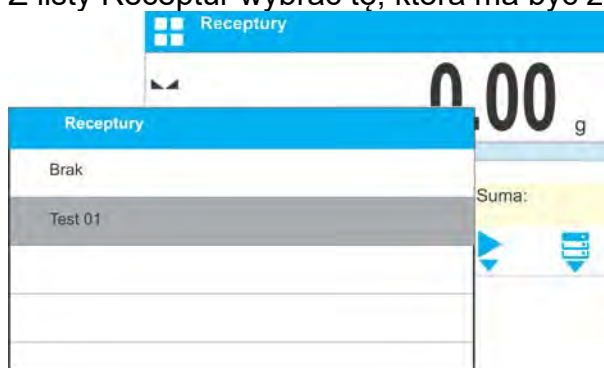 Z listy Receptur wybrać tę, która ma być
Receptury
0.00 g
Receptury
Brak
Suma:
Test 01